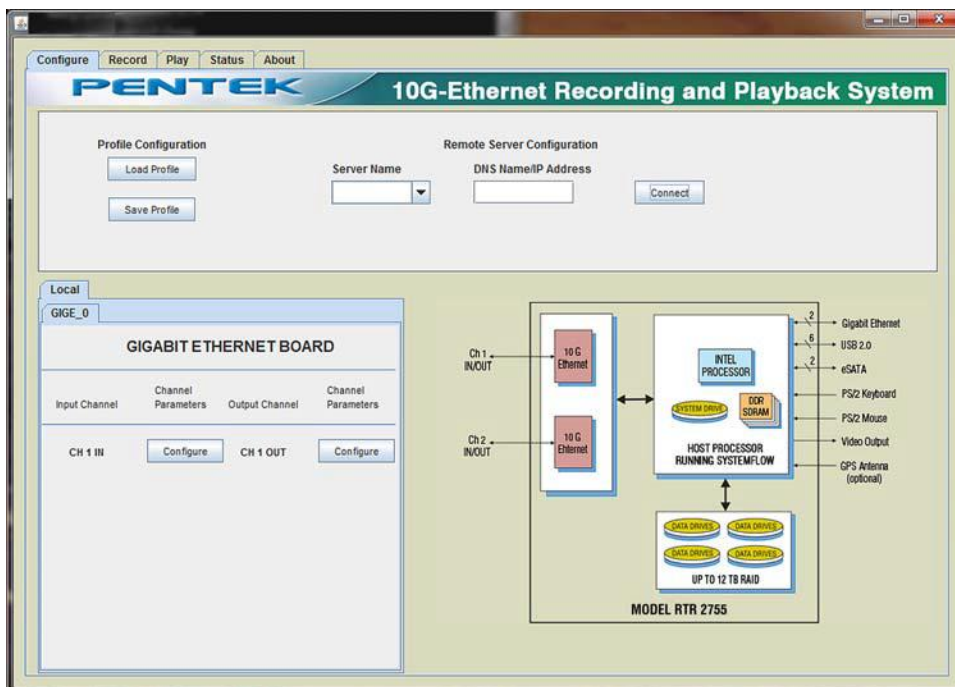 Configure Record Play Status About
PENTEK 10G-Ethernet Recording and Playback System
Profile Configuration
Load Profile
Save Profile
Remote Server Configuration
Server Name DNS Name/IP Address
Connect
Local
GIGE_0
GIGABIT ETHERNET BOARD
Input Channel Channel Parameters Output Channel Channel Parameters
CH 1 IN Configure CH 1 OUT Configure
Ch 1
IN/OUT
10 G
Ethernet
Ch 2
IN/OUT
10 G
Ehternet
INTEL
PROCESSOR
SYSTEM DRIVE
DDR
SDRAM
HOST PROCESSOR
RUNNING SYSTEMFLOW
2
Gigabit Ethernet
6
USB 2.0
2
eSATA
PS/2 Keyboard
PS/2 Mouse
Video Output
GPS Antenna
(optional)
DATA DRIVES DATA DRIVES
DATA DRIVES DATA DRIVES
UP TO 12 TB RAID
MODEL RTR 2755